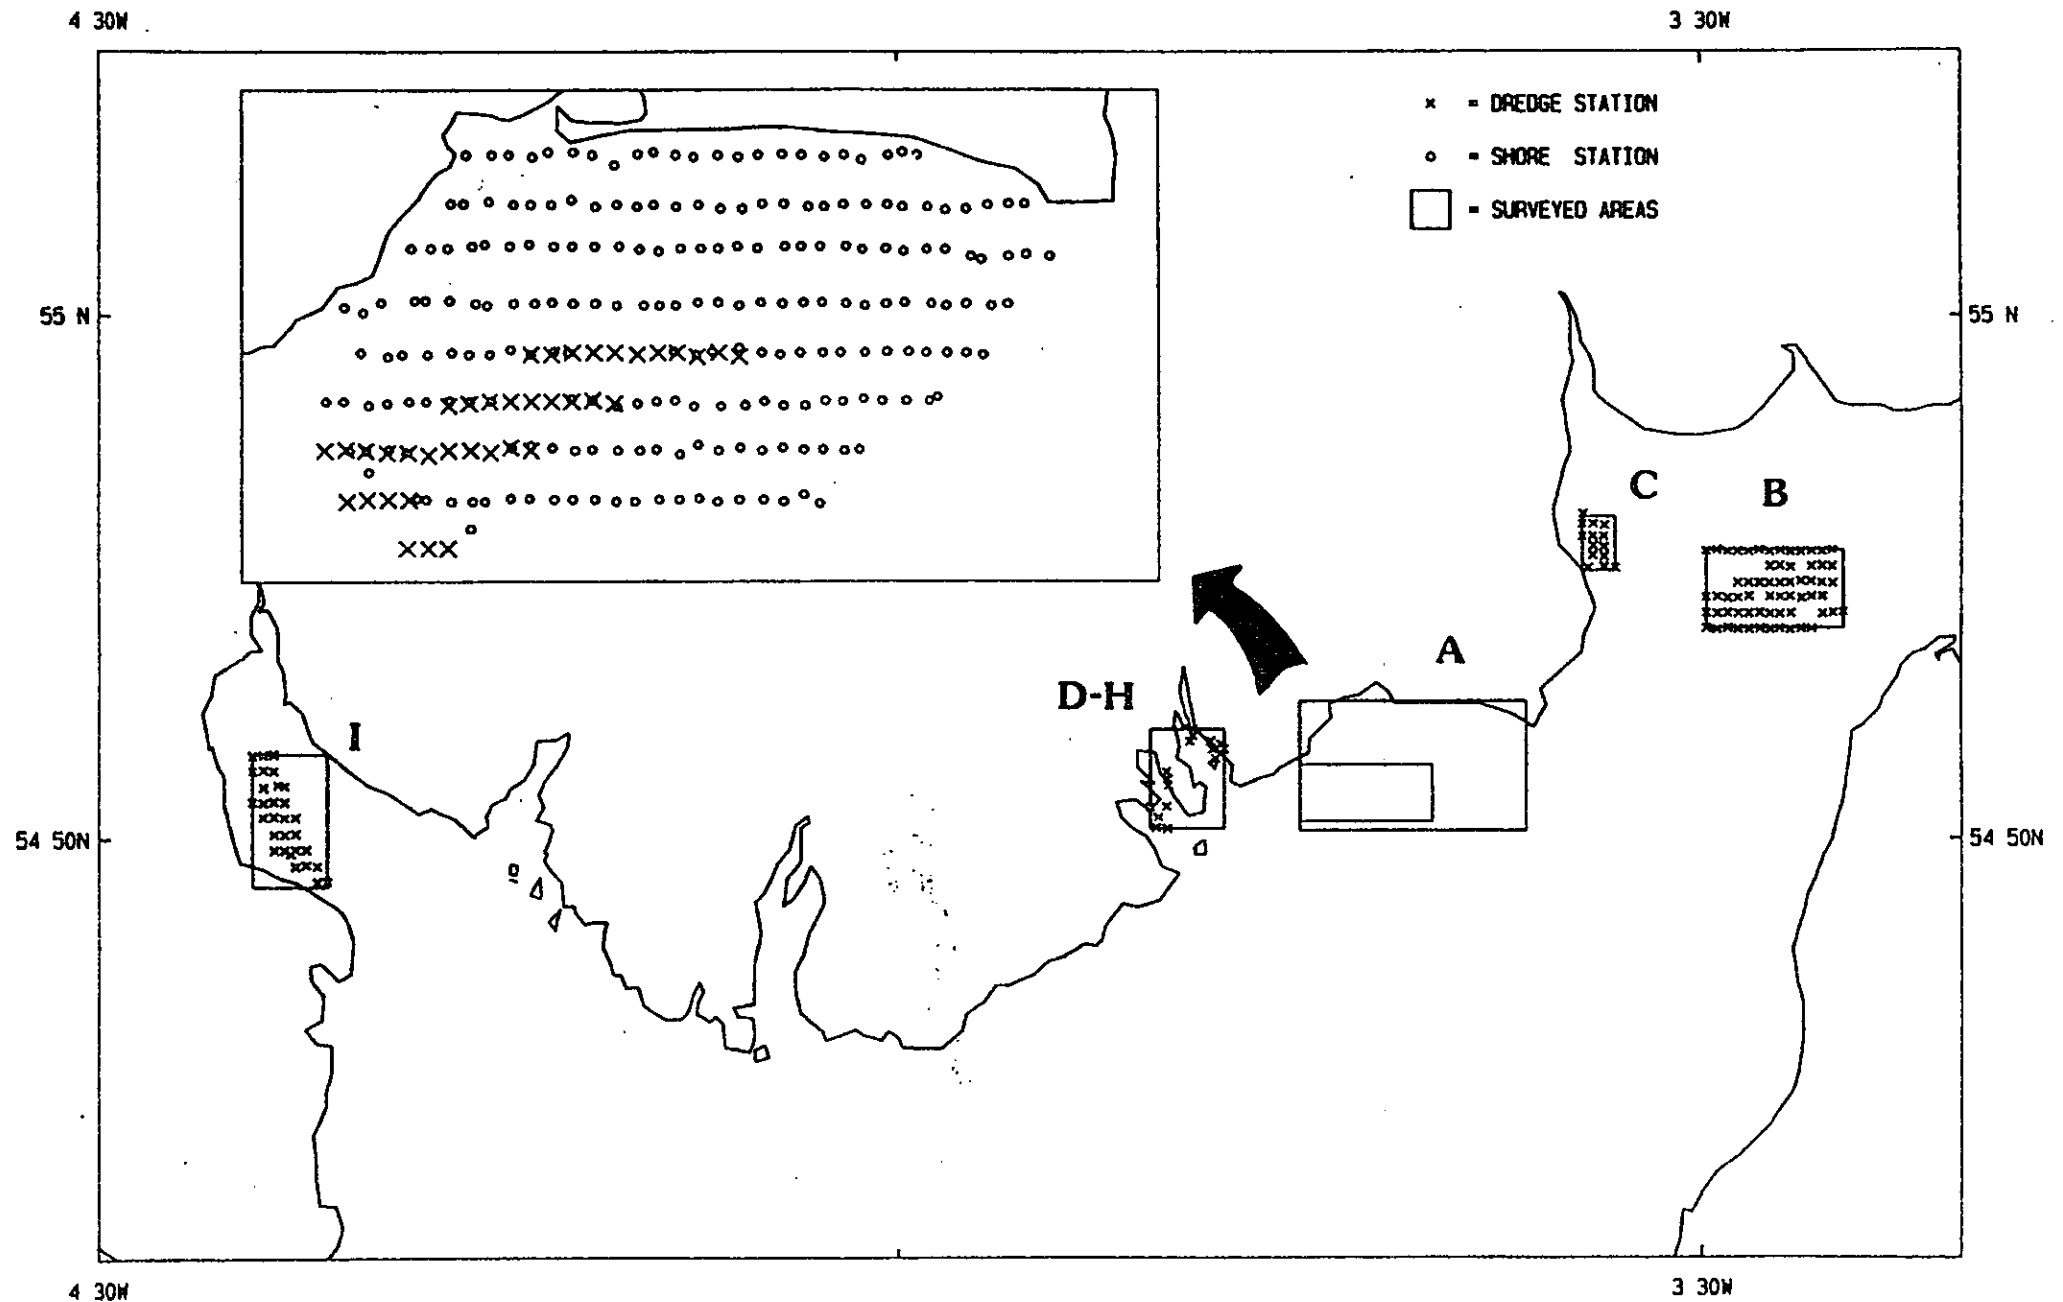 4 30W
3 30W
x = DREDGE STATION
o = SHORE STATION
= SURVEYED AREAS
55 N
55 N
C
B
A
D-H
I
54 50N
54 50N
4 30W
3 30W